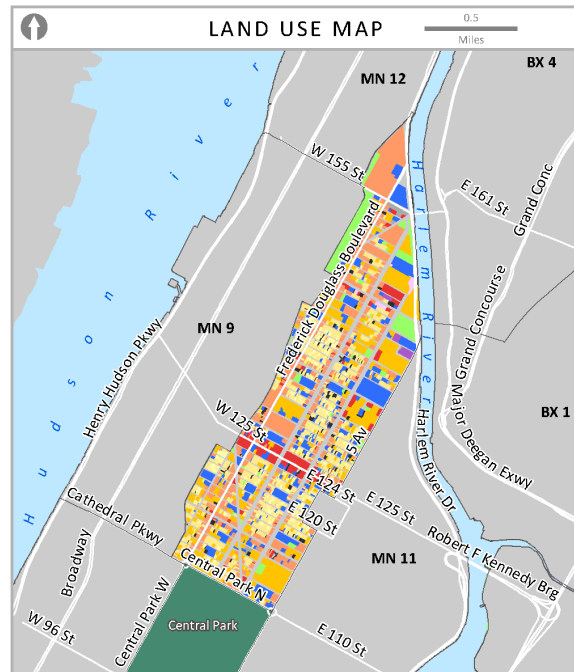 LAND USE MAP
0.5
Miles
BX 4
MN 12
Hudson River
W 155 St
Harlem River
E 161 St
Grand Conc
Frederick Douglass Boulevard
Grand Concourse
MN 9
Henry Hudson Pkwy
Major Deegan Expwy
BX 1
W 125 St
5 Av
Harlem River Dr
E 124 St
E 125 St
E 120 St
Cathedral Pkwy
Robert F Kennedy Brg
MN 11
Broadway
Central Park N
Central Park W
Central Park
W 96 St
E 110 St